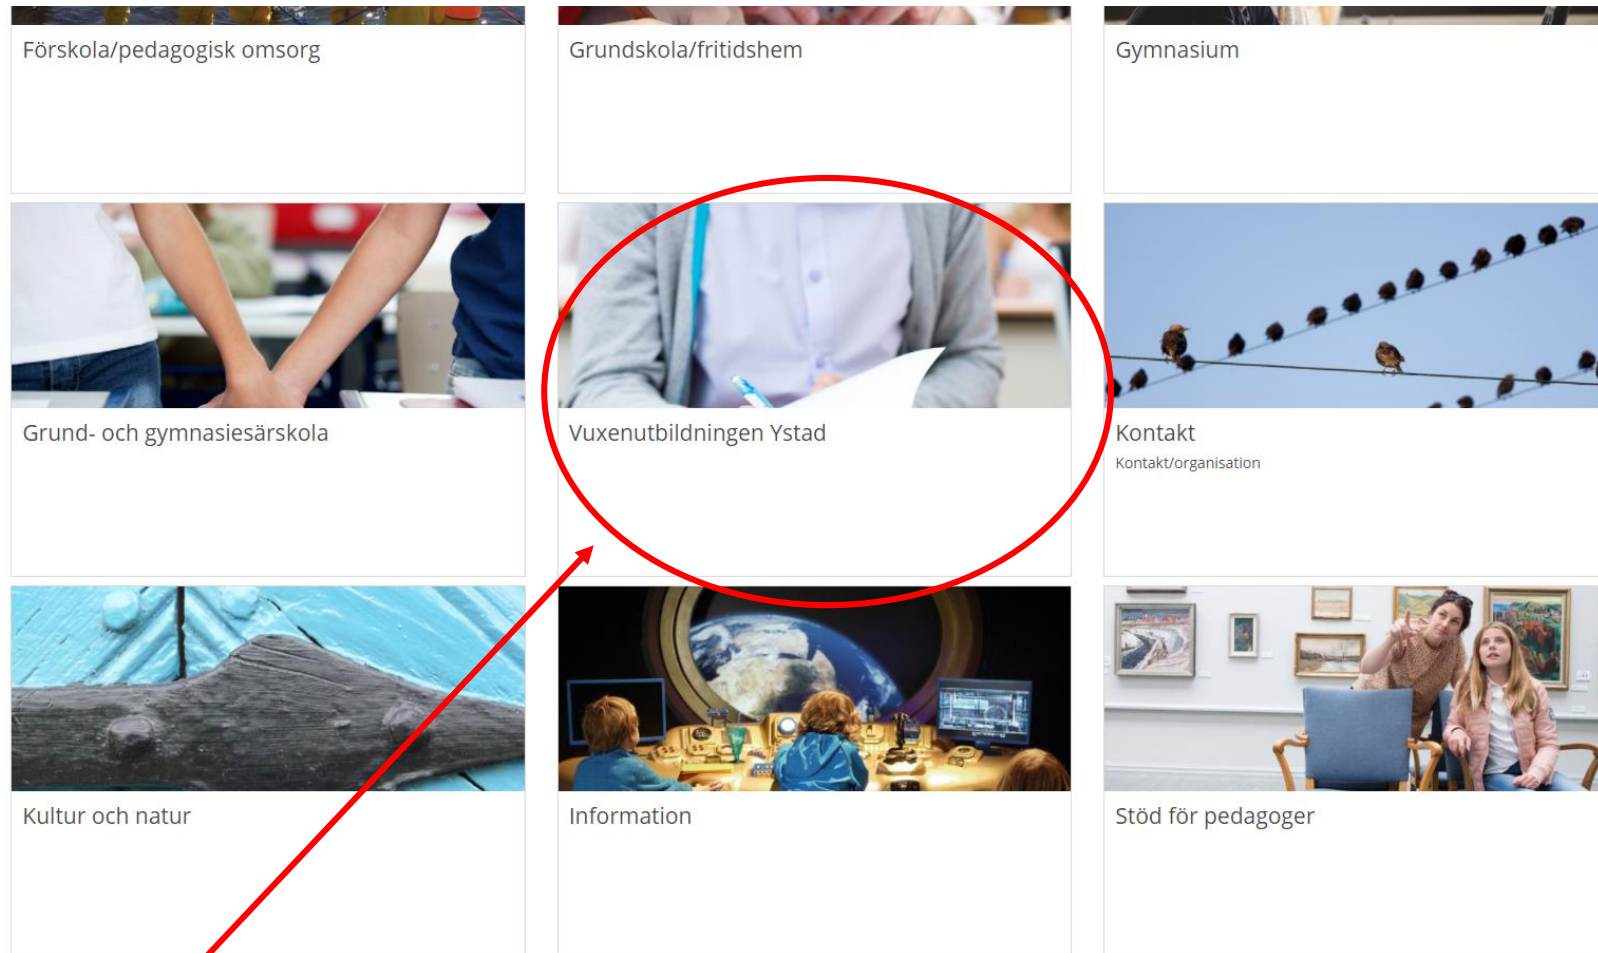 Förskola/pedagogisk omsorg
Grundskola/fritidshem
Gymnasium
Grund- och gymnasiesärskola
Vuxenutbildningen Ystad
Kontakt
Kontakt/organisation
Kultur och natur
Information
Stöd för pedagoger